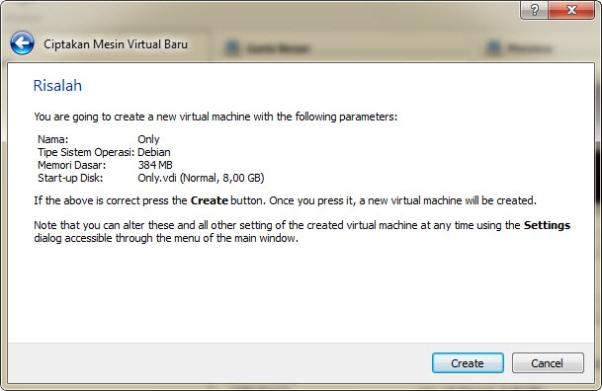 Ciptakan Mesin Virtual Baru
Risalah
You are going to create a new virtual machine with the following parameters:
Nama: Only
Tipe Sistem Operasi: Debian
Memori Dasar: 384 MB
Start-up Disk: Only.vdi (Normal, 8,00 GB)
If the above is correct press the Create button. Once you press it, a new virtual machine will be created.
Note that you can alter these and all other setting of the created virtual machine at any time using the Settings
dialog accessible through the menu of the main window.
Create Cancel